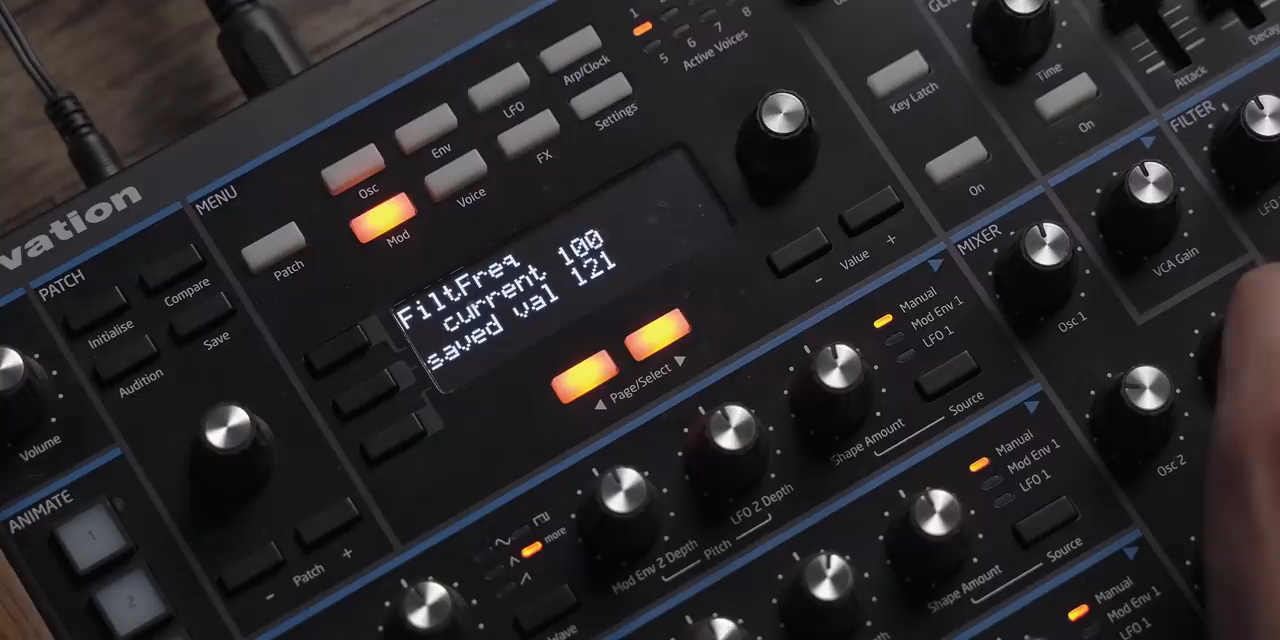 vation
PATCH
Initialise
Compare
Audition
Save
Volume
ANIMATE
1
2
- Patch +
MENU
Patch
Osc
Mod
Env
Voice
LFO
FX
Arp/Clock
Settings
1
5 6 7 8
Active Voices
FiltFreq
current 100
saved val 121
◀ Page/Select ▶
- Value +
Key Latch
On
Time
On
Attack
FILTER
VCA Gain
MIXER
Osc 1
Osc 2
Manual
Mod Env 1
LFO 1
Source
Shape Amount
LFO 2 Depth
Pitch
Mod Env 2 Depth
more
Wave
Manual
Mod Env 1
LFO 1
Source
Shape Amount
Manual
Mod Env 1
LFO 1